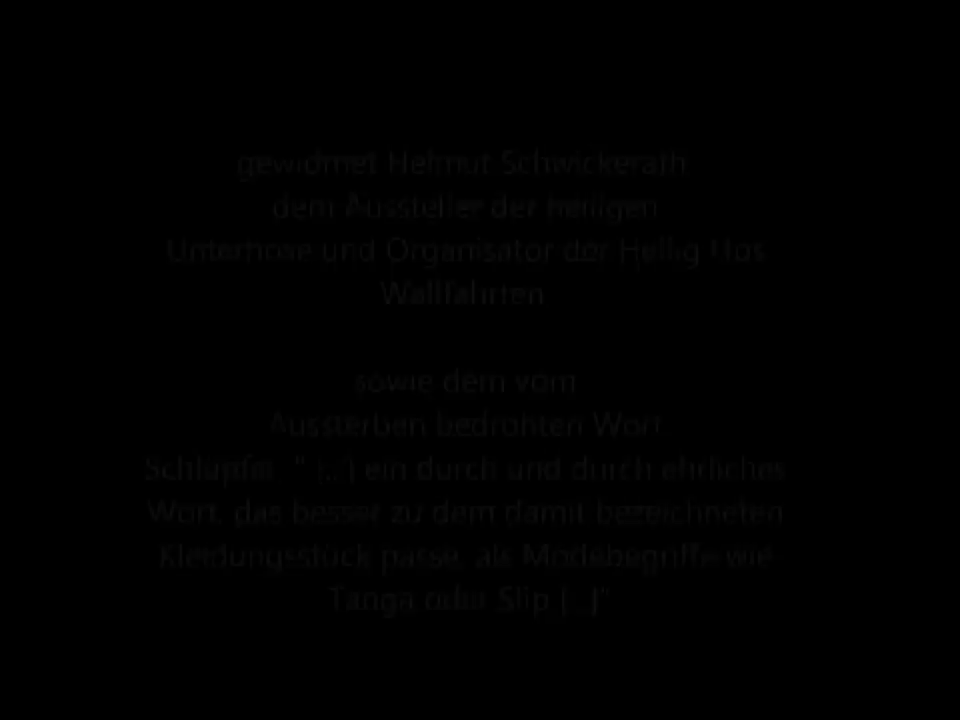 gewidmet Helmut Schwickerath
dem Aussteller der heiligen
Unterhose und Organisator der Heilig Hos
Wallfahrten
sowie dem vom
Aussterben bedrohten Wort
Schlüpfer " (...) ein durch und durch ehrliches
Wort, das besser zu dem damit bezeichneten
Kleidungsstück passe, als Modebegriffe wie
Tanga oder Slip (...)"